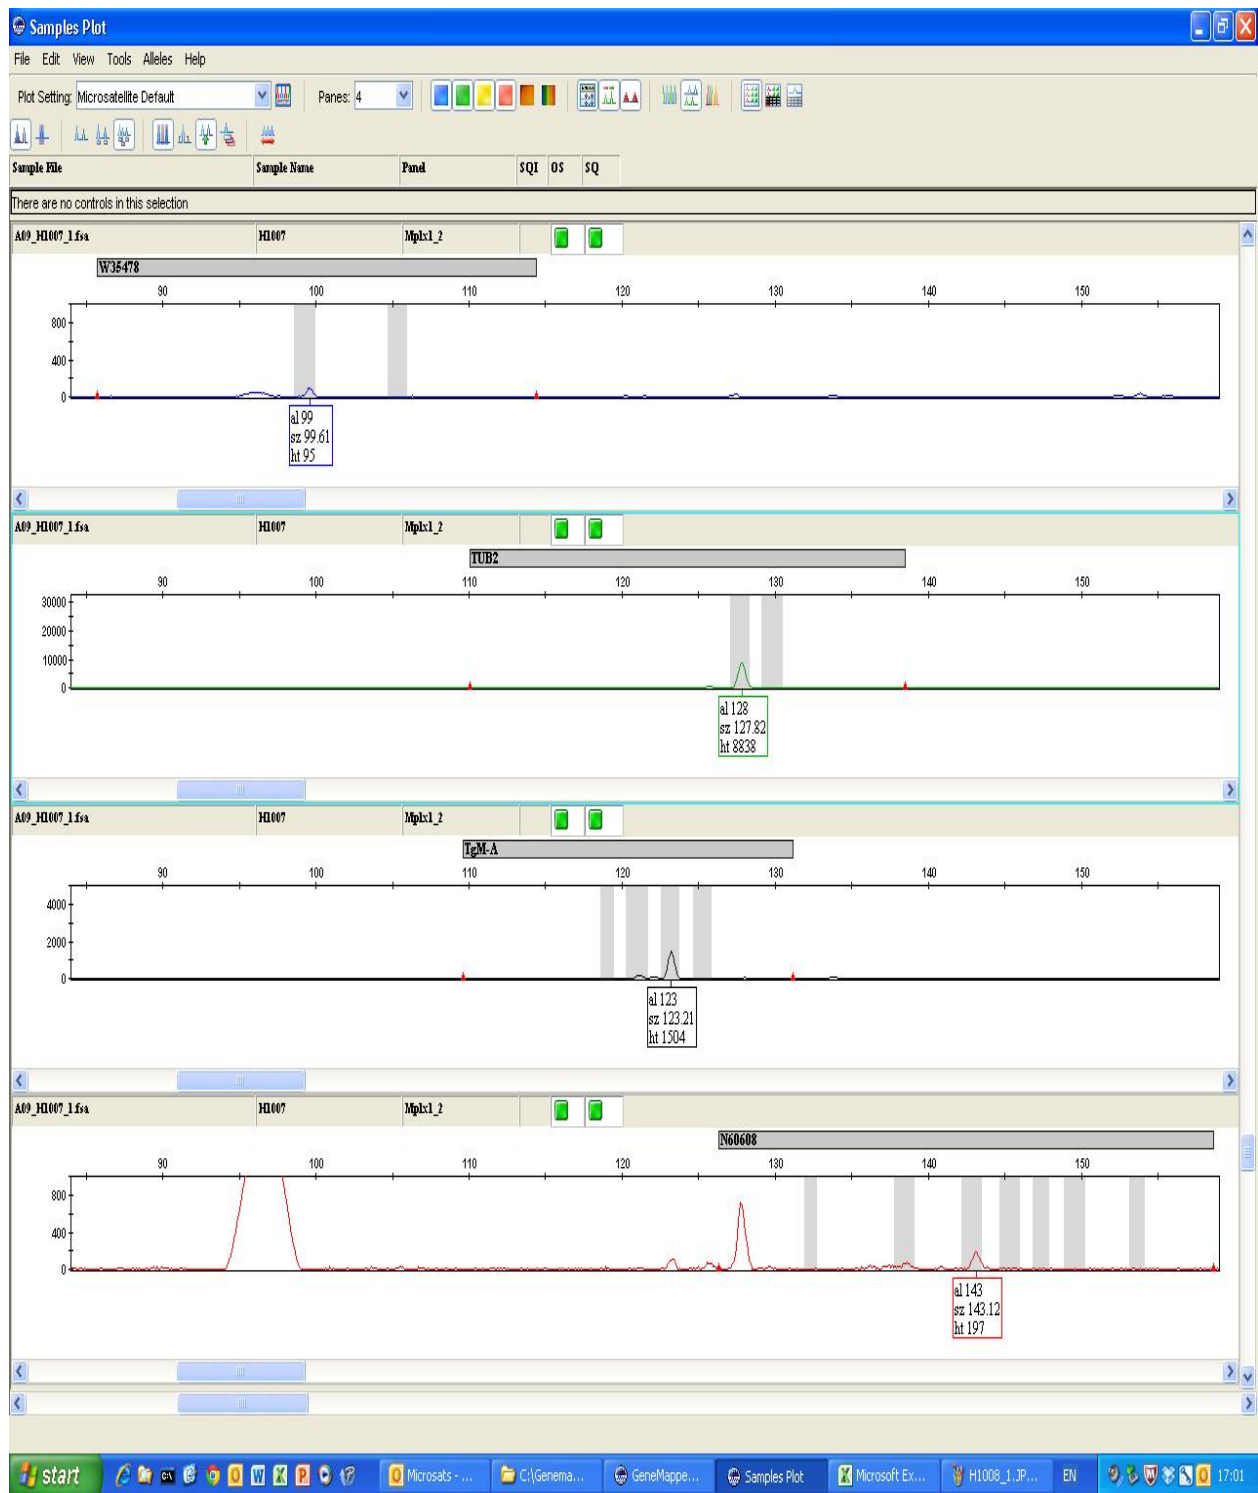 Samples Plot
File Edit View Tools Alleles Help
Plot Setting: Microsatellite Default Panes: 4
Sample File Sample Name Panel SQI OS SQ
There are no controls in this selection
A09_H1007_1.fsa H1007 Mplx1_2
W35478
90 100 110 120 130 140 150
800
400
0
al 99
sz 99.61
ht 95
A09_H1007_1.fsa H1007 Mplx1_2
TUB2
90 100 110 120 130 140 150
30000
20000
10000
0
al 128
sz 127.82
ht 8838
A09_H1007_1.fsa H1007 Mplx1_2
TgM-A
90 100 110 120 130 140 150
4000
2000
0
al 123
sz 123.21
ht 1504
A09_H1007_1.fsa H1007 Mplx1_2
N60608
90 100 110 120 130 140 150
800
400
0
al 143
sz 143.12
ht 197
start Microsats - ... C:\Genema... GeneMappe... Samples Plot Microsoft Ex... H1008_1.JP... EN 17:01